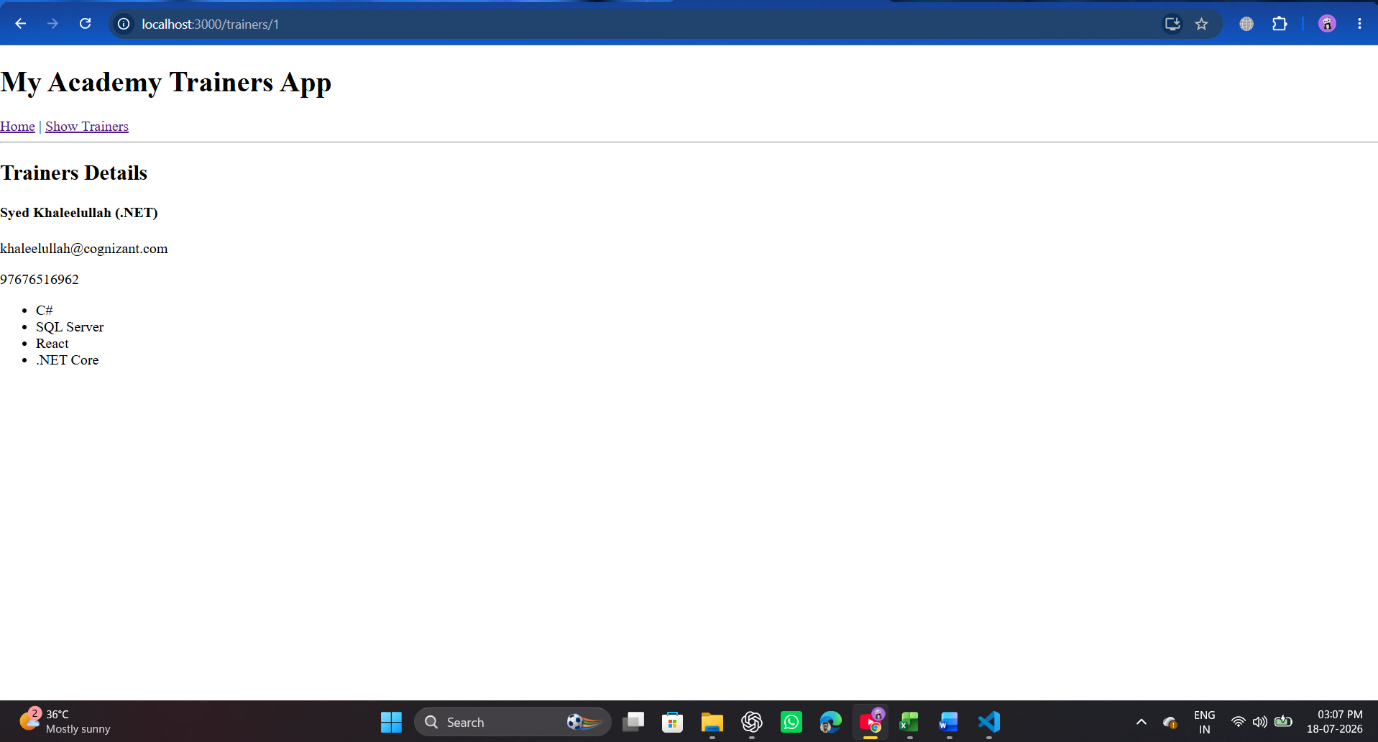 localhost:3000/trainers/1
My Academy Trainers App
Home | Show Trainers
Trainers Details
Syed Khaleelullah (.NET)
khaleelullah@cognizant.com
97676516962
C#
SQL Server
React
.NET Core
2
36°C
Mostly sunny
Search
ENG
IN
03:07 PM
18-07-2026